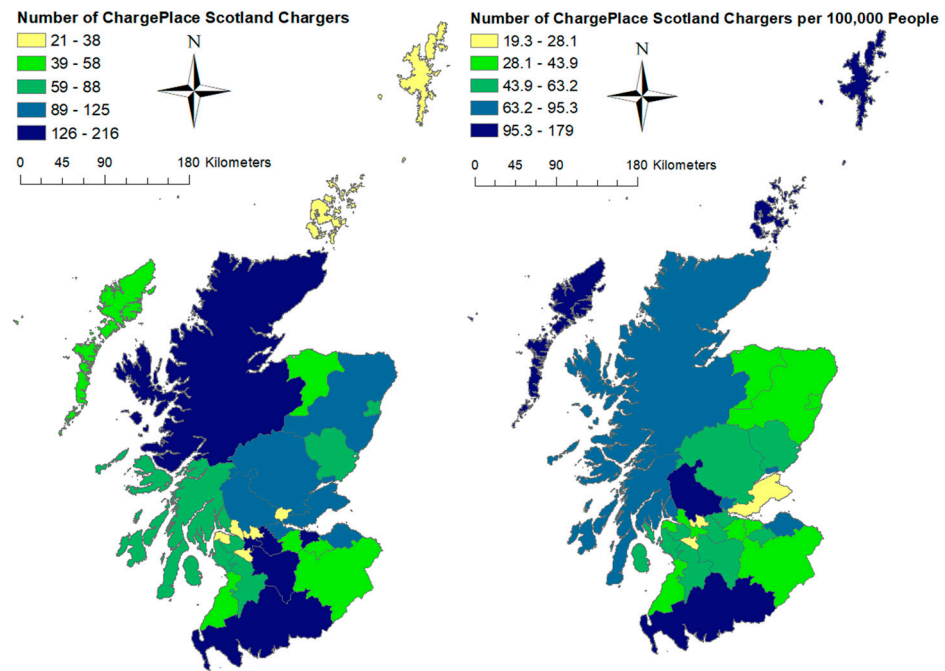 Number of ChargePlace Scotland Chargers
21 - 38
39 - 58
59 - 88
89 - 125
126 - 216
N
0 45 90 180 Kilometers
Number of ChargePlace Scotland Chargers per 100,000 People
19.3 - 28.1
28.1 - 43.9
43.9 - 63.2
63.2 - 95.3
95.3 - 179
N
0 45 90 180 Kilometers